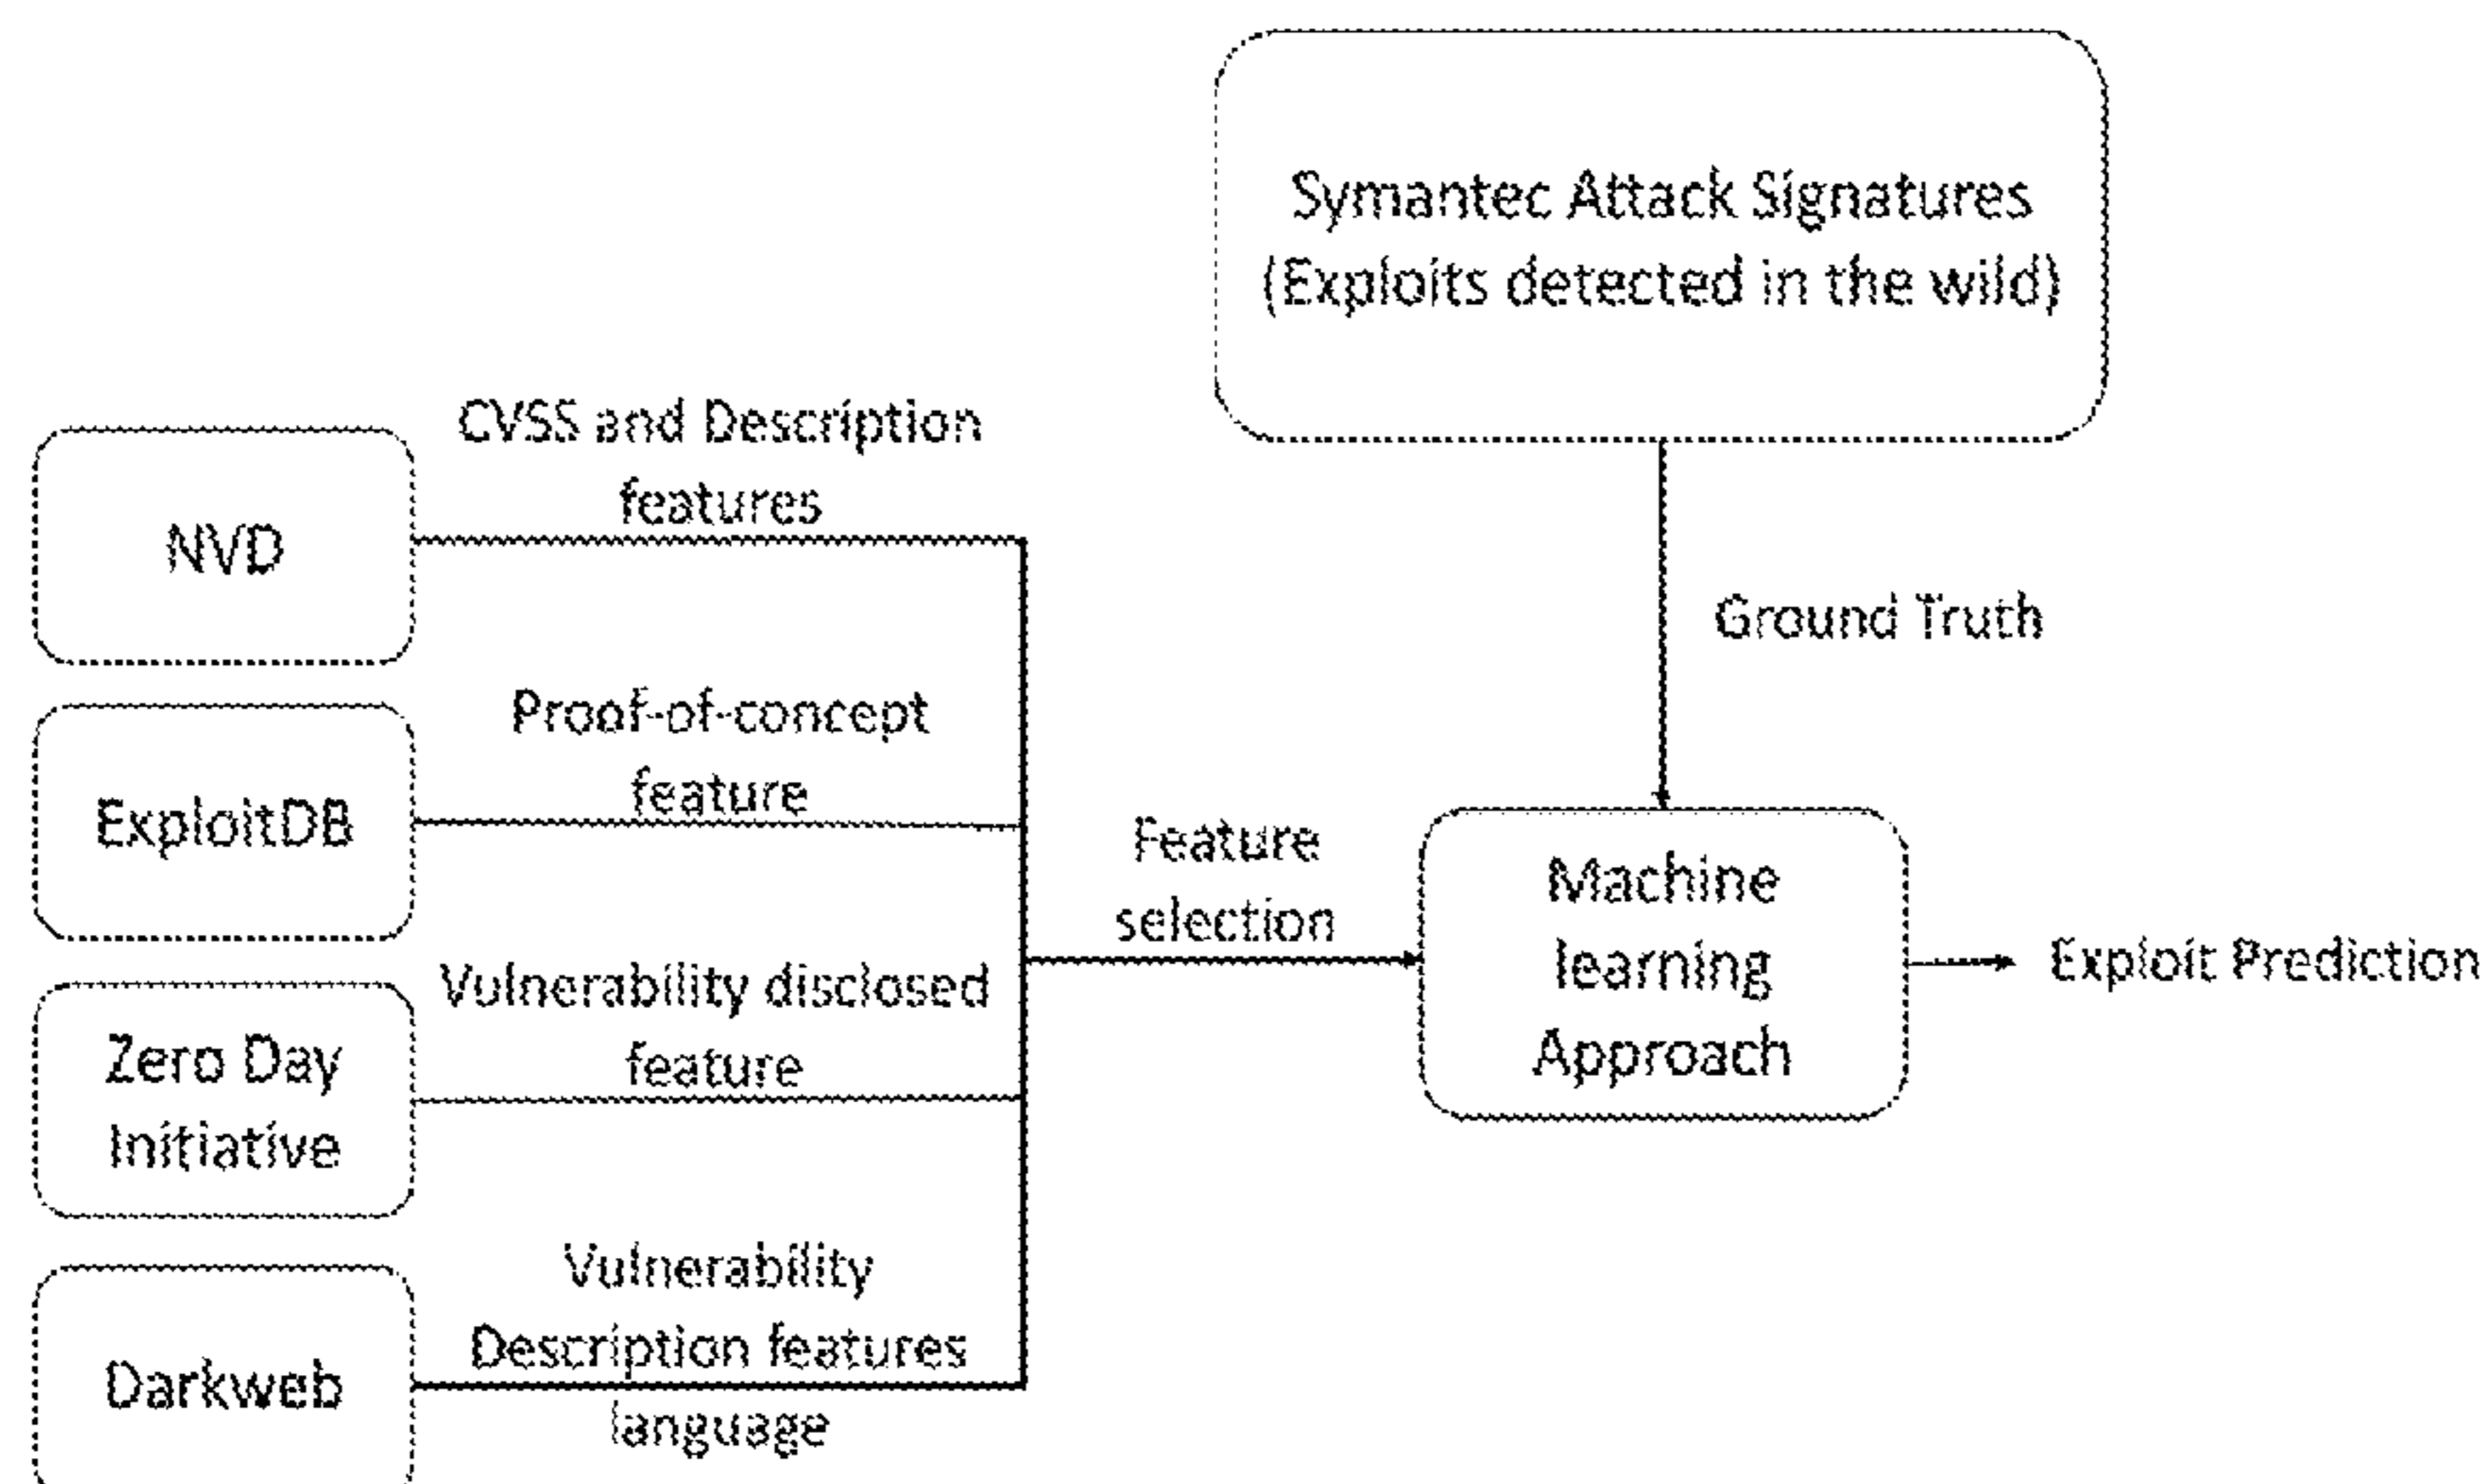 Symantec Attack Signatures
(Exploits detected in the wild)
CVSS and Description
features
NVD
Ground Truth
Proof-of-concept
feature
ExploitDB
Feature
selection
Machine
learning
Approach
Exploit Prediction
Vulnerability disclosed
feature
Zero Day
Initiative
Vulnerability
Description features
language
Darkweb